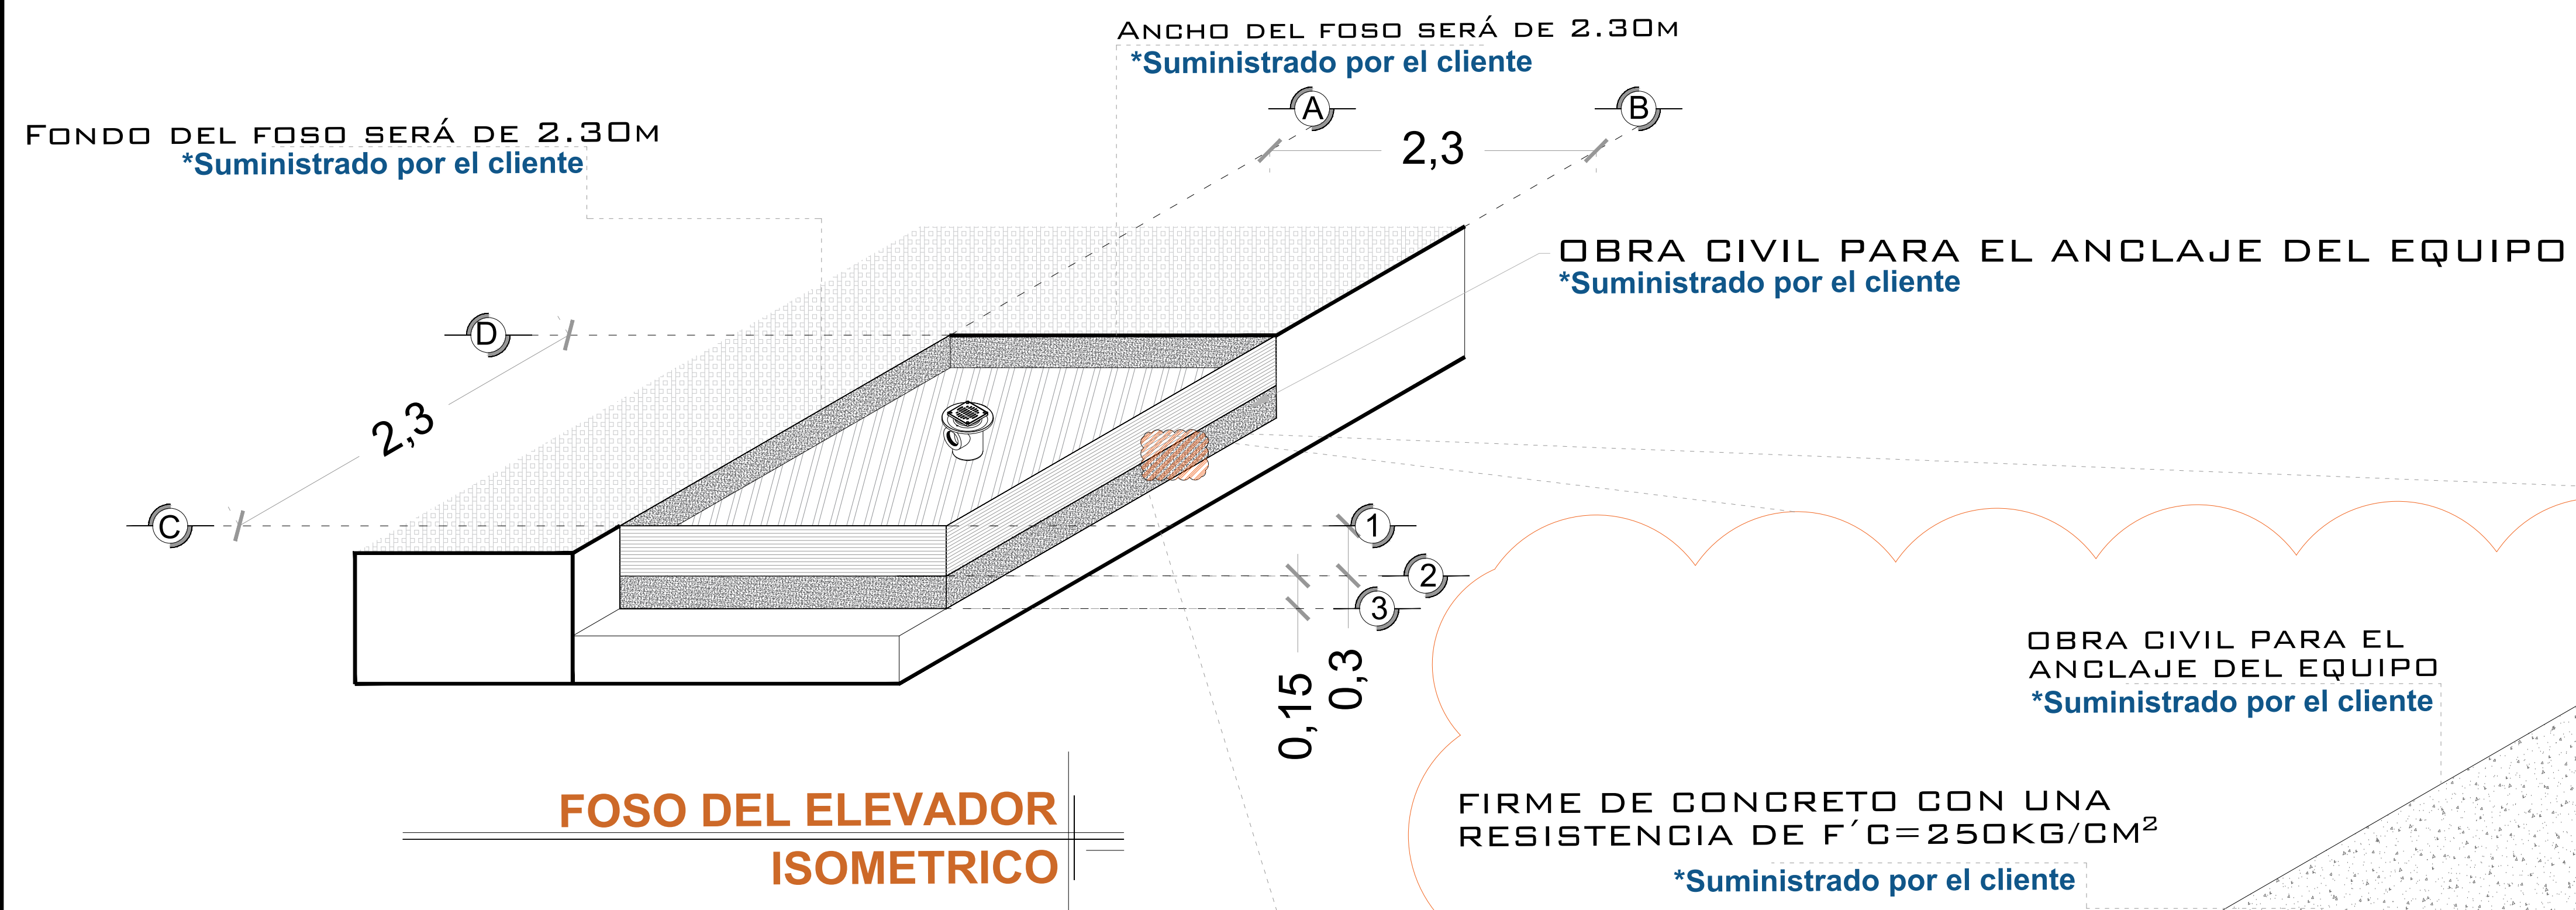 ANCHO DEL FOSO SERÁ DE 2.30M
*Suministrado por el cliente
A
B
2,3
FONDO DEL FOSO SERÁ DE 2.30M
*Suministrado por el cliente
OBRA CIVIL PARA EL ANCLAJE DEL EQUIPO
*Suministrado por el cliente
D
2,3
C
1
2
3
0,15
0,3
OBRA CIVIL PARA EL
ANCLAJE DEL EQUIPO
*Suministrado por el cliente
FOSO DEL ELEVADOR
ISOMETRICO
FIRME DE CONCRETO CON UNA
RESISTENCIA DE F´C=250KG/CM²
*Suministrado por el cliente